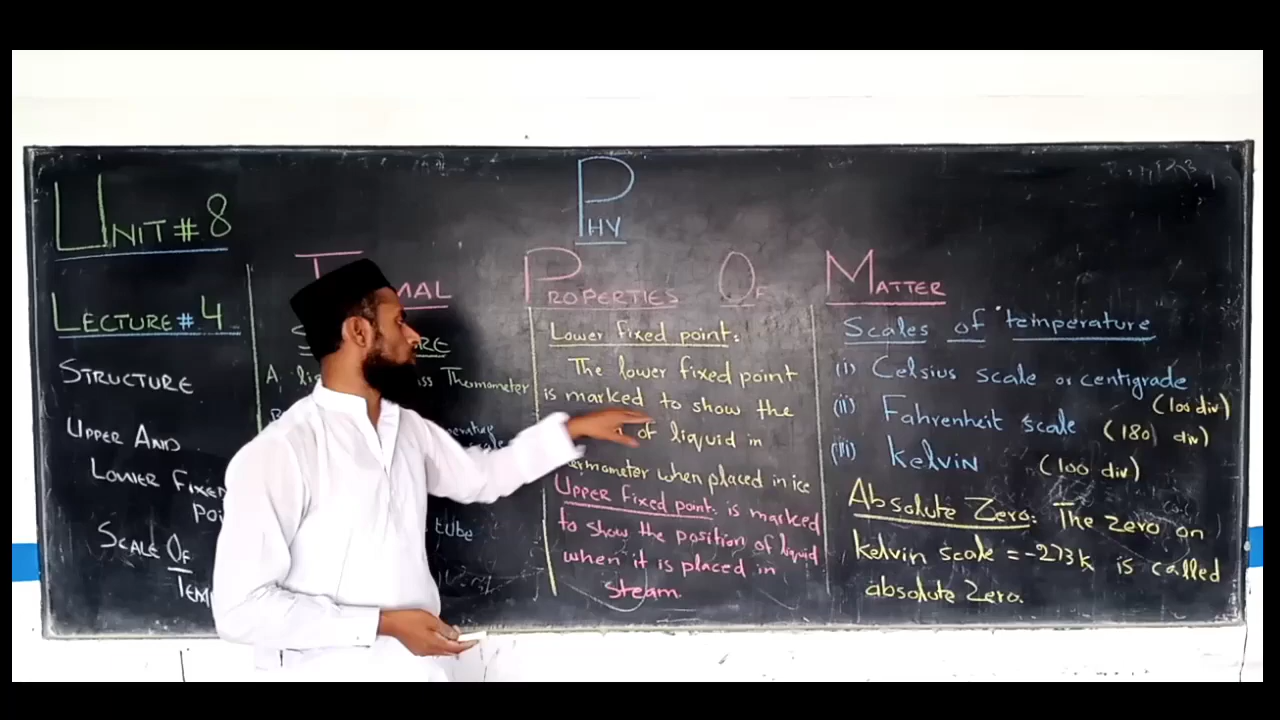 UNIT # 8
PHY
PROPERTIES OF MATTER
LECTURE # 4
STRUCTURE
UPPER AND
LOWER FIXED
SCALE OF
Thermometer
tube
Lower fixed point:
The lower fixed point
is marked to show the
of liquid in
when placed in ice
Upper fixed point: is marked
to show the position of liquid
when it is placed in
steam.
Scales of temperature
(i) Celsius scale or centigrade
(100 div)
(ii) Fahrenheit scale (180 div)
(iii) Kelvin (100 div)
Absolute Zero: The zero on
kelvin scale = -273k is called
absolute Zero.